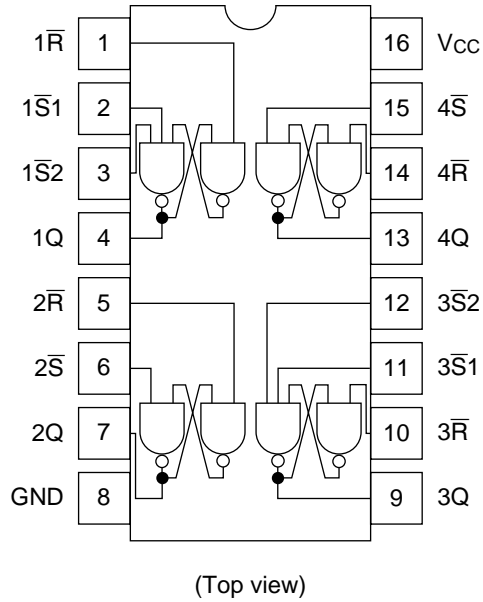 1R̅ 1 16 VCC
1S̅1 2 15 4S̅
1S̅2 3 14 4R̅
1Q 4 13 4Q
2R̅ 5 12 3S̅2
2S̅ 6 11 3S̅1
2Q 7 10 3R̅
GND 8 9 3Q
(Top view)